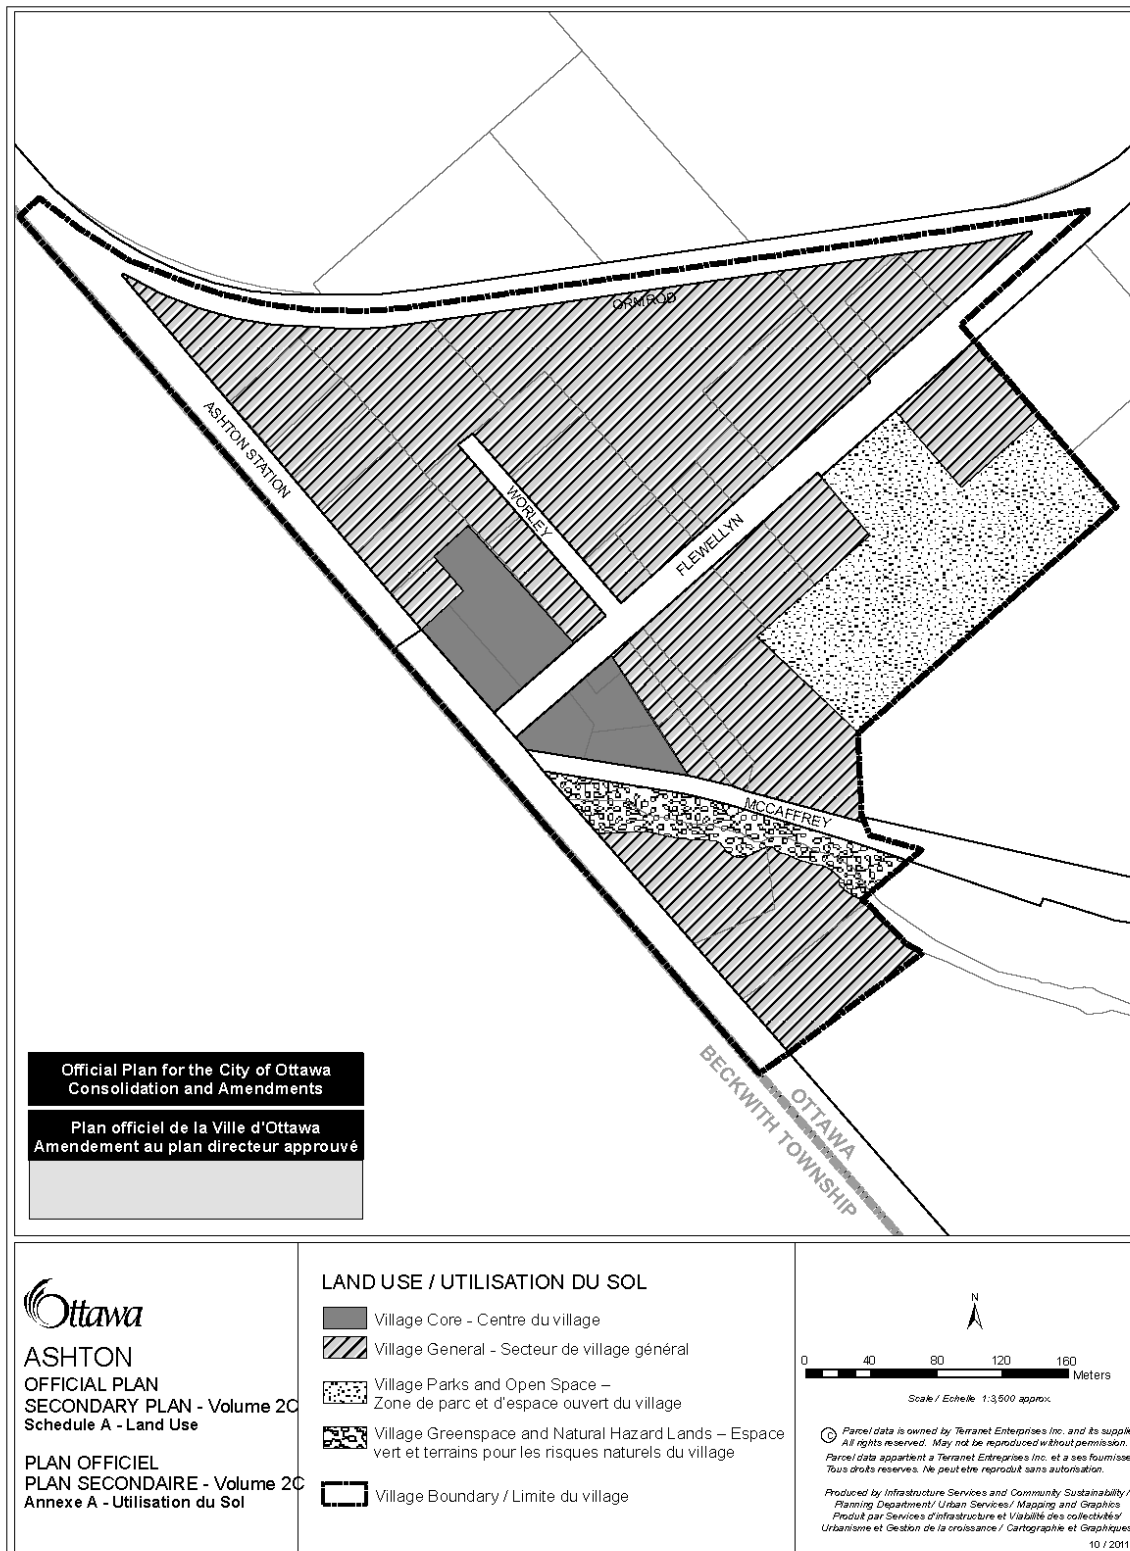 ORMROD
ASHTON STATION
WORLEY
FLEWELLYN
MCCAFFREY
OTTAWA
BECKWITH TOWNSHIP
Official Plan for the City of Ottawa
Consolidation and Amendments
Plan officiel de la Ville d'Ottawa
Amendement au plan directeur approuvé
Ottawa
ASHTON
OFFICIAL PLAN
SECONDARY PLAN - Volume 2C
Schedule A - Land Use
PLAN OFFICIEL
PLAN SECONDAIRE - Volume 2C
Annexe A - Utilisation du Sol
LAND USE / UTILISATION DU SOL
Village Core - Centre du village
Village General - Secteur de village général
Village Parks and Open Space –
Zone de parc et d'espace ouvert du village
Village Greenspace and Natural Hazard Lands – Espace
vert et terrains pour les risques naturels du village
Village Boundary / Limite du village
N
0 40 80 120 160
Meters
Scale / Echelle 1:3,500 approx.
© Parcel data is owned by Terranet Enterprises Inc. and its supplie
All rights reserved. May not be reproduced without permission.
Parcel data appartient a Terranet Entreprises Inc. et a ses fournisse
Tous droits reserves. Ne peut etre reproduit sans autorisation.
Produced by Infrastructure Services and Community Sustainability /
Planning Department / Urban Services / Mapping and Graphics
Produit par Services d'infrastructure et Viabilité des collectivités/
Urbanisme et Gestion de la croissance / Cartographie et Graphiques
10 / 2011